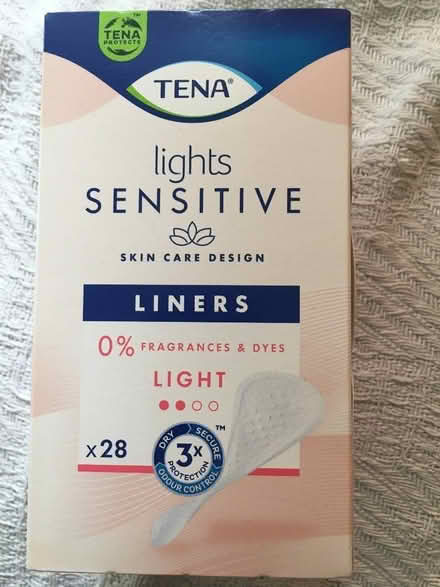 TENA
PROTECTS™
TENA®
lights
SENSITIVE
SKIN CARE DESIGN
LINERS
0% FRAGRANCES & DYES
LIGHT
x28
DRY SECURE
3x
PROTECTION
ODOUR CONTROL
™